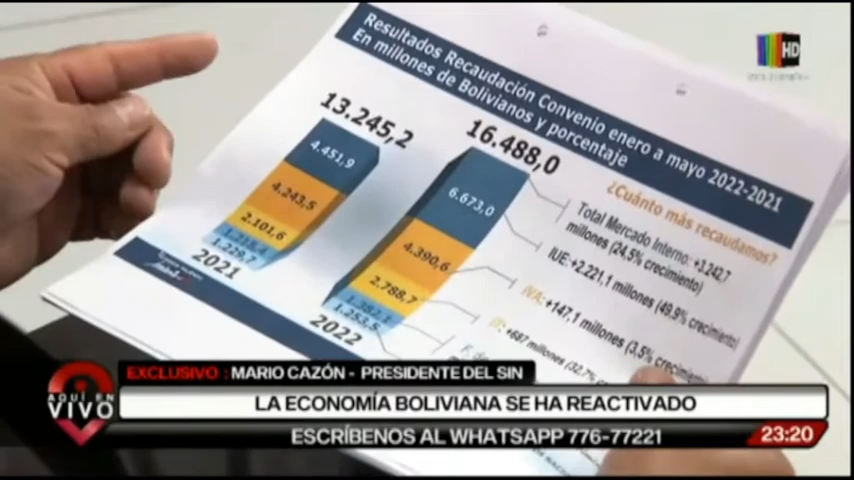 HD
Resultados Recaudación Convenio enero a mayo 2022-2021
En millones de Bolivianos y porcentaje
13.245,2
4.451,9
4.243,5
2.101,6
1.229,7
2021
16.488,0
6.673,0
4.390,6
2.788,7
1.382,1
1.253,5
2022
¿Cuánto más recaudamos?
Total Mercado Interno: +3.242,7
millones (24,5% crecimiento)
IUE: +2.221,1 millones (49,9% crecimiento)
IVA: +147,1 millones (3,5% crecimiento)
IT: +687 millones (32,7%
AQUÍ EN
VIVO
EXCLUSIVO : MARIO CAZÓN - PRESIDENTE DEL SIN
LA ECONOMÍA BOLIVIANA SE HA REACTIVADO
ESCRÍBENOS AL WHATSAPP 776-77221
23:20